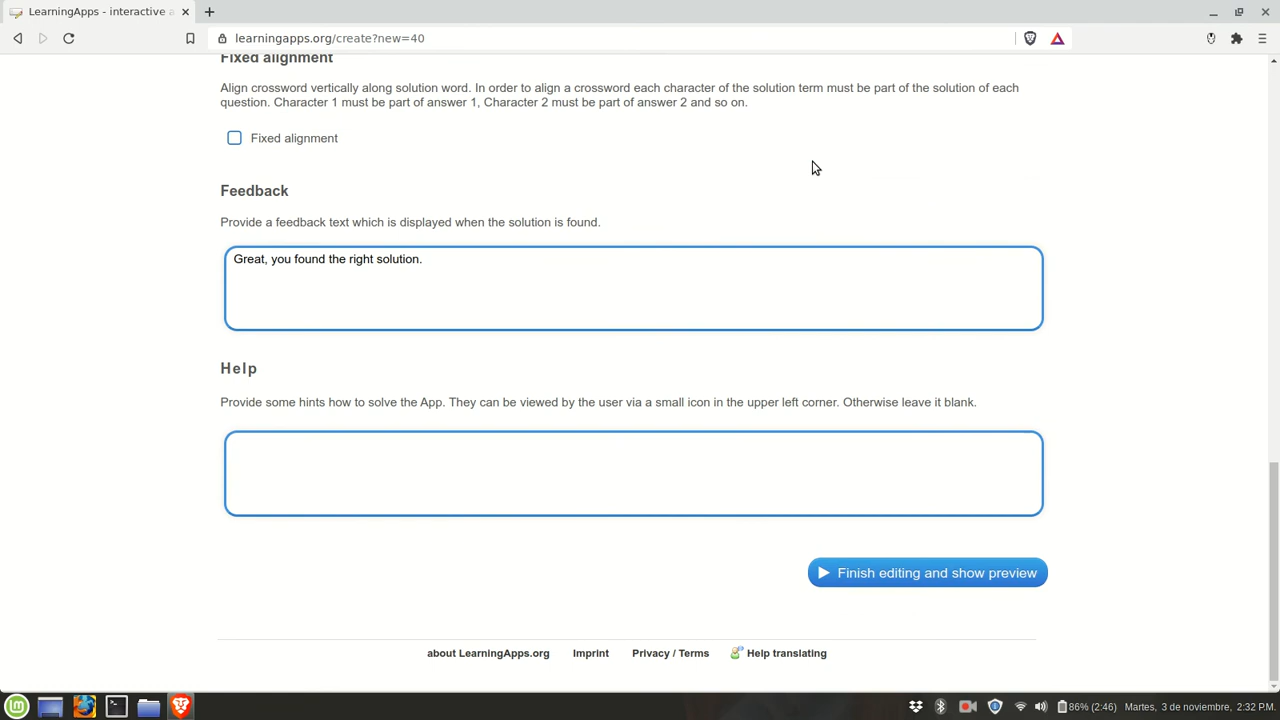 LearningApps - interactive a
learningapps.org/create?new=40
Fixed alignment
Align crossword vertically along solution word. In order to align a crossword each character of the solution term must be part of the solution of each
question. Character 1 must be part of answer 1, Character 2 must be part of answer 2 and so on.
Fixed alignment
Feedback
Provide a feedback text which is displayed when the solution is found.
Great, you found the right solution.
Help
Provide some hints how to solve the App. They can be viewed by the user via a small icon in the upper left corner. Otherwise leave it blank.
Finish editing and show preview
about LearningApps.org Imprint Privacy / Terms Help translating
86% (2:46) Martes, 3 de noviembre, 2:32 P.M.